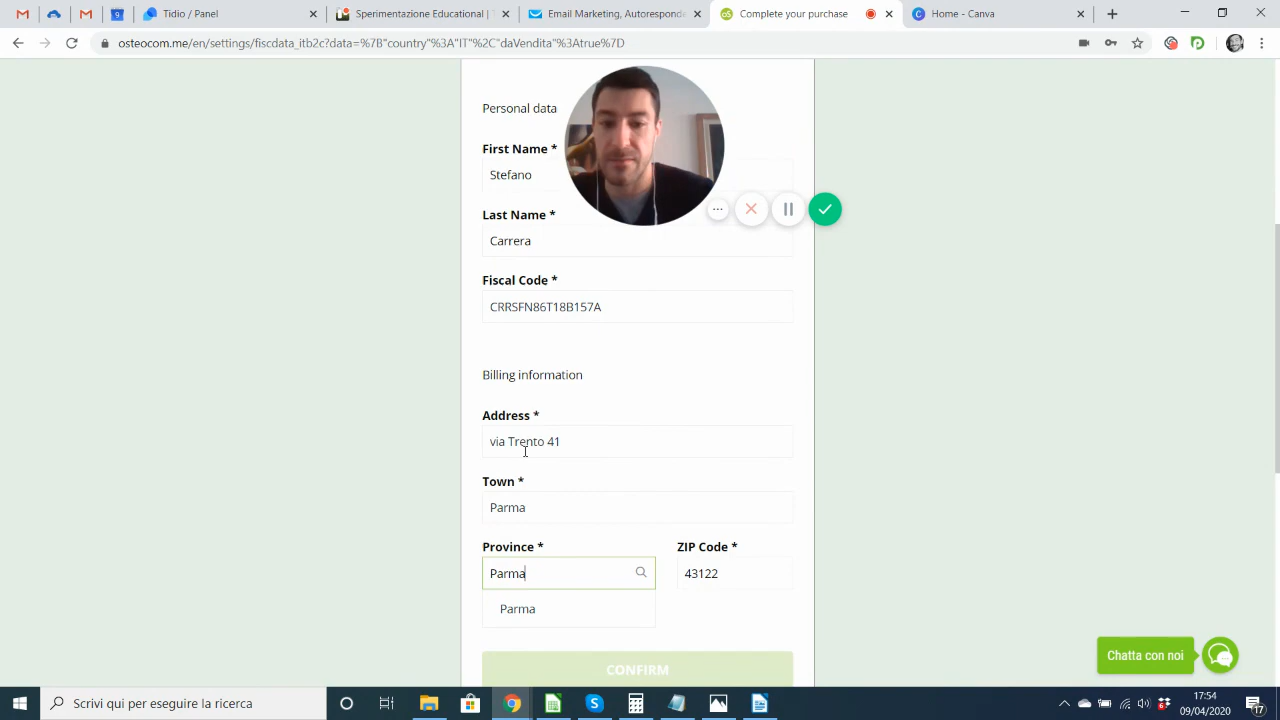 Tidio / Panel
Sperimentazione Educational | T
Email Marketing, Autoresponde
Complete your purchase
Home - Canva
osteocom.me/en/settings/fiscdata_itb2c?data=%7B"country"%3A"IT"%2C"daVendita"%3Atrue%7D
Personal data
First Name *
Stefano
Last Name *
Carrera
Fiscal Code *
CRRSFN86T18B157A
Billing information
Address *
via Trento 41
Town *
Parma
Province *
ZIP Code *
Parma
43122
Parma
CONFIRM
Chatta con noi
Scrivi qui per eseguire la ricerca
17:54
09/04/2020
17